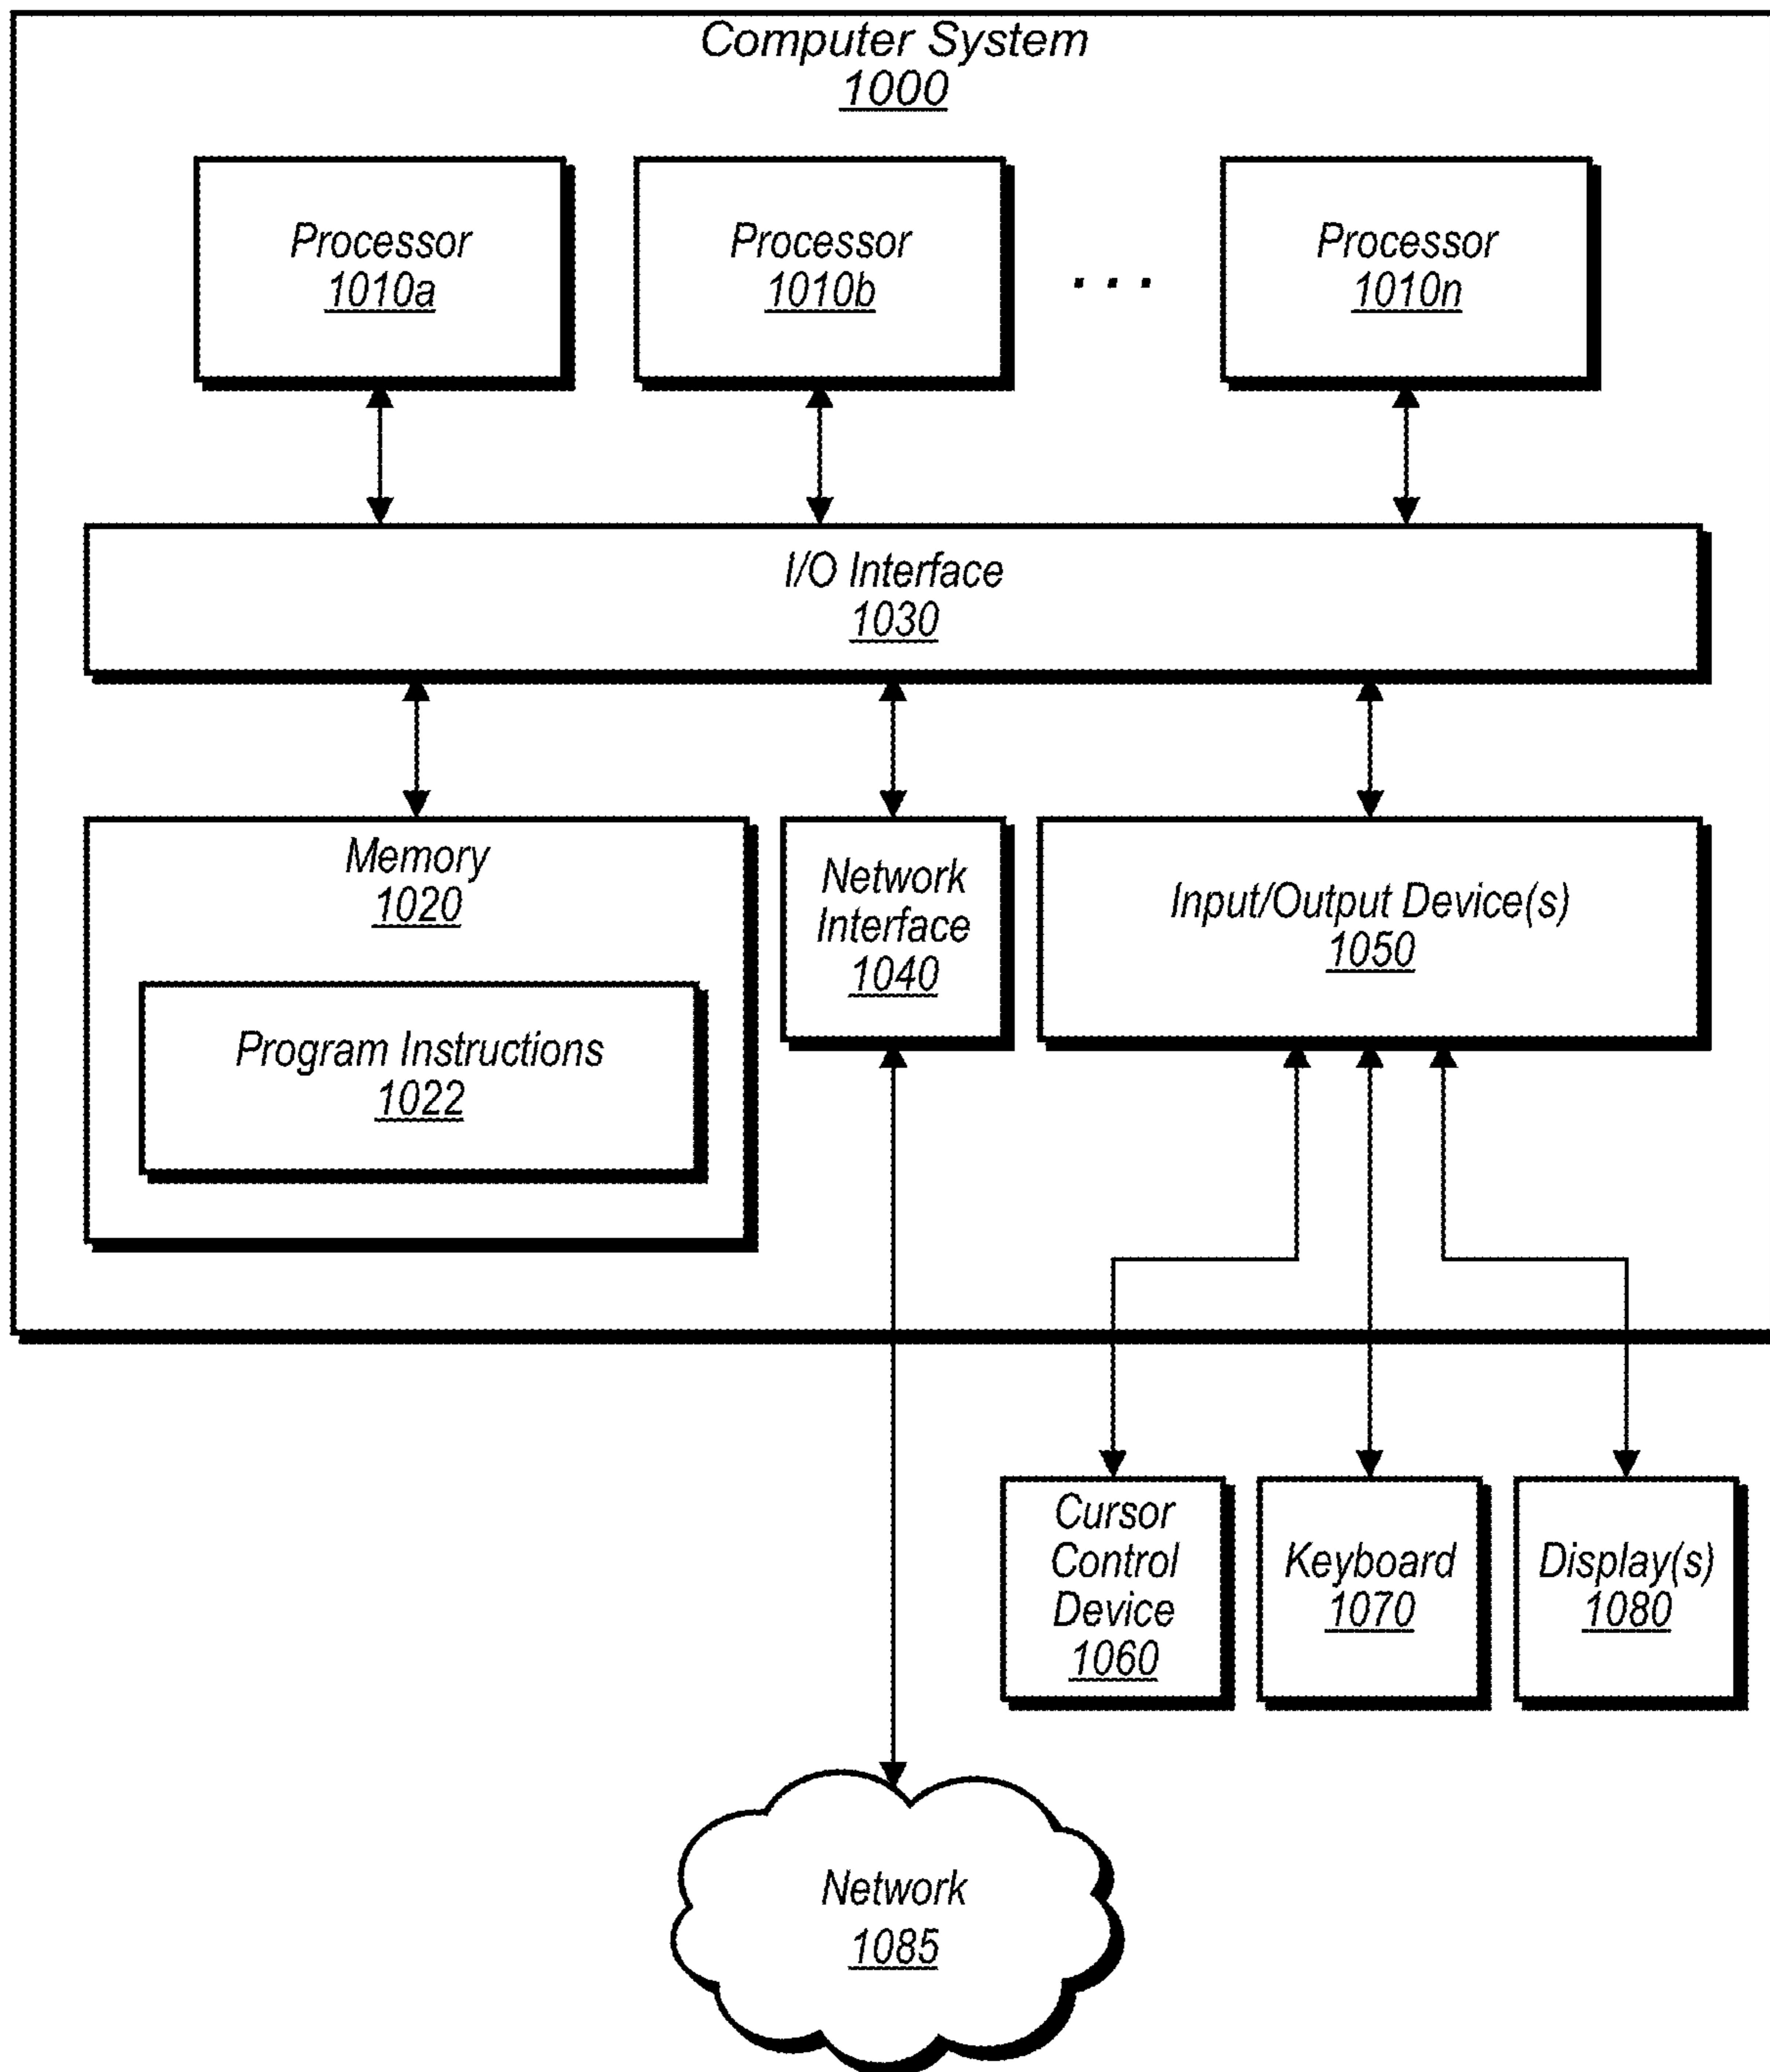 Computer System
1000
Processor
1010a
Processor
1010b
. . .
Processor
1010n
I/O Interface
1030
Memory
1020
Program Instructions
1022
Network
Interface
1040
Input/Output Device(s)
1050
Cursor
Control
Device
1060
Keyboard
1070
Display(s)
1080
Network
1085